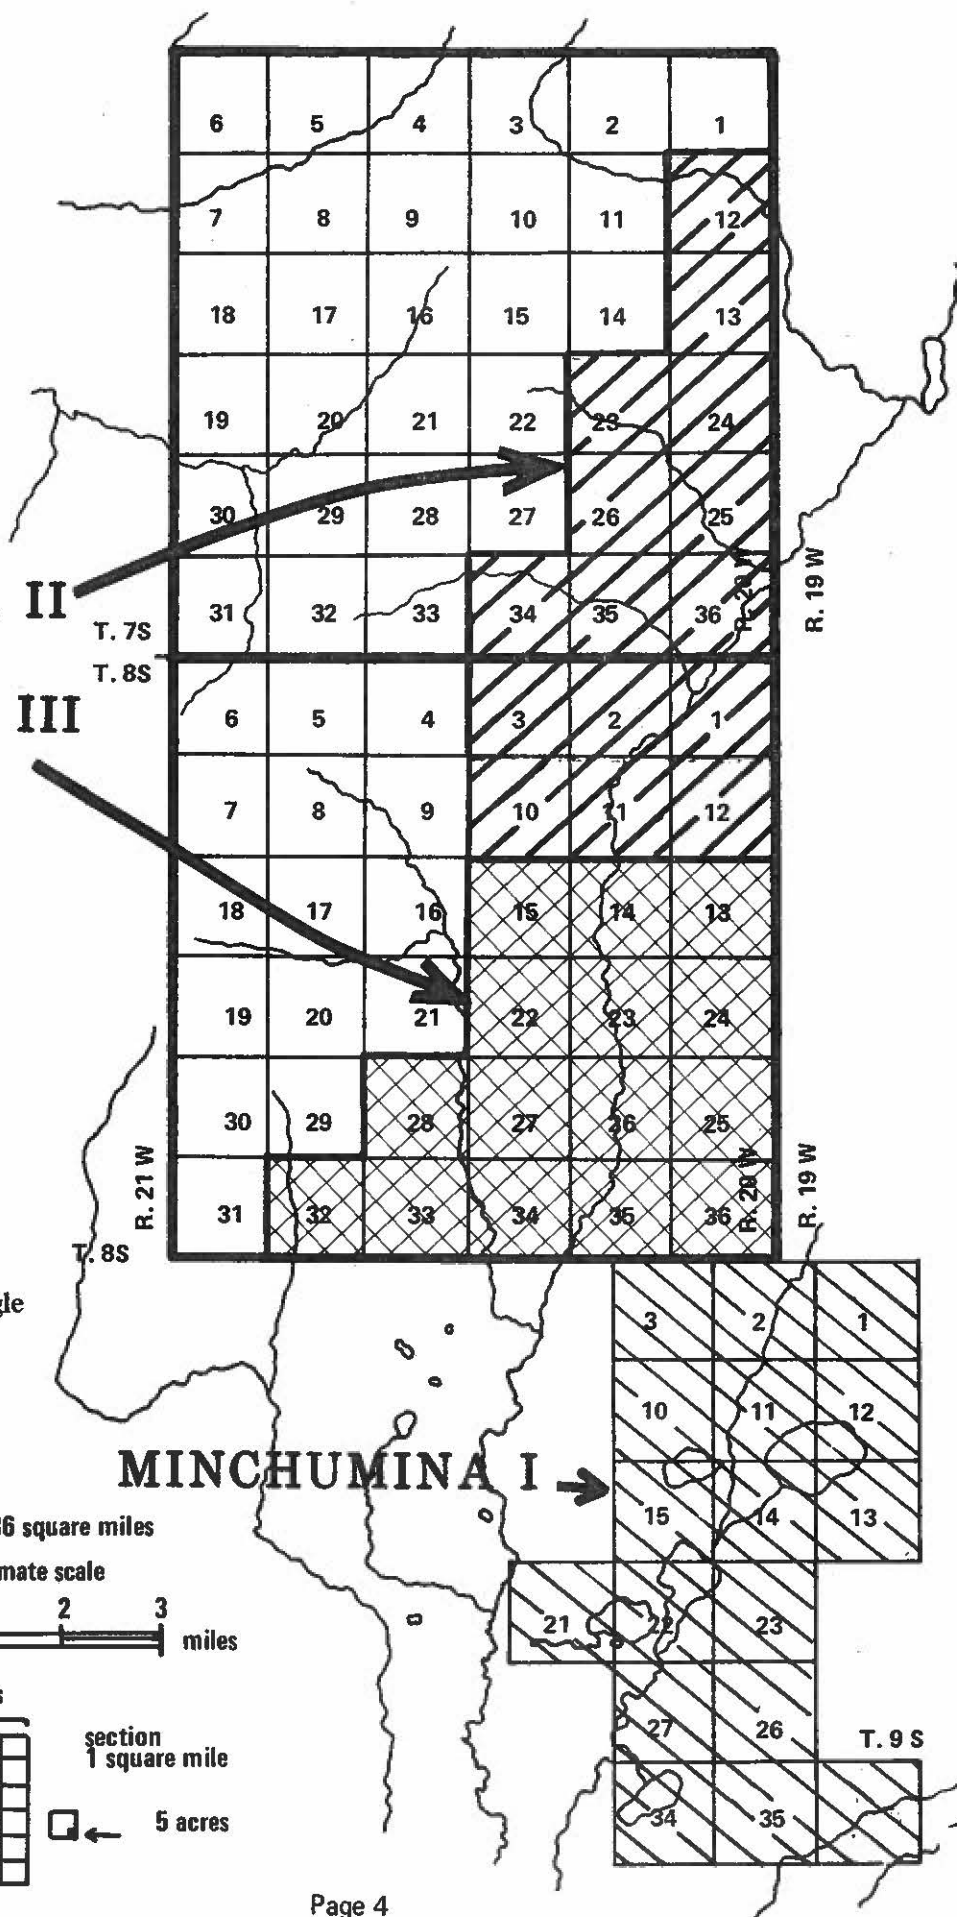 6 5 4 3 2 1
7 8 9 10 11 12
18 17 16 15 14 13
19 20 21 22 23 24
30 29 28 27 26 25
II
31 32 33 34 35 36
R. 20 W
R. 19 W
T. 7S
T. 8S
III
6 5 4 3 2 1
7 8 9 10 11 12
18 17 16 15 14 13
19 20 21 22 23 24
30 29 28 27 26 25
31 32 33 34 35 36
R. 21 W
R. 20 W
R. 19 W
T. 8S
3 2 1
10 11 12
MINCHUMINA I
15 14 13
21 22 23
27 26
T. 9 S
34 35
36 square miles
scale
2 3
miles
section
1 square mile
5 acres
Page 4